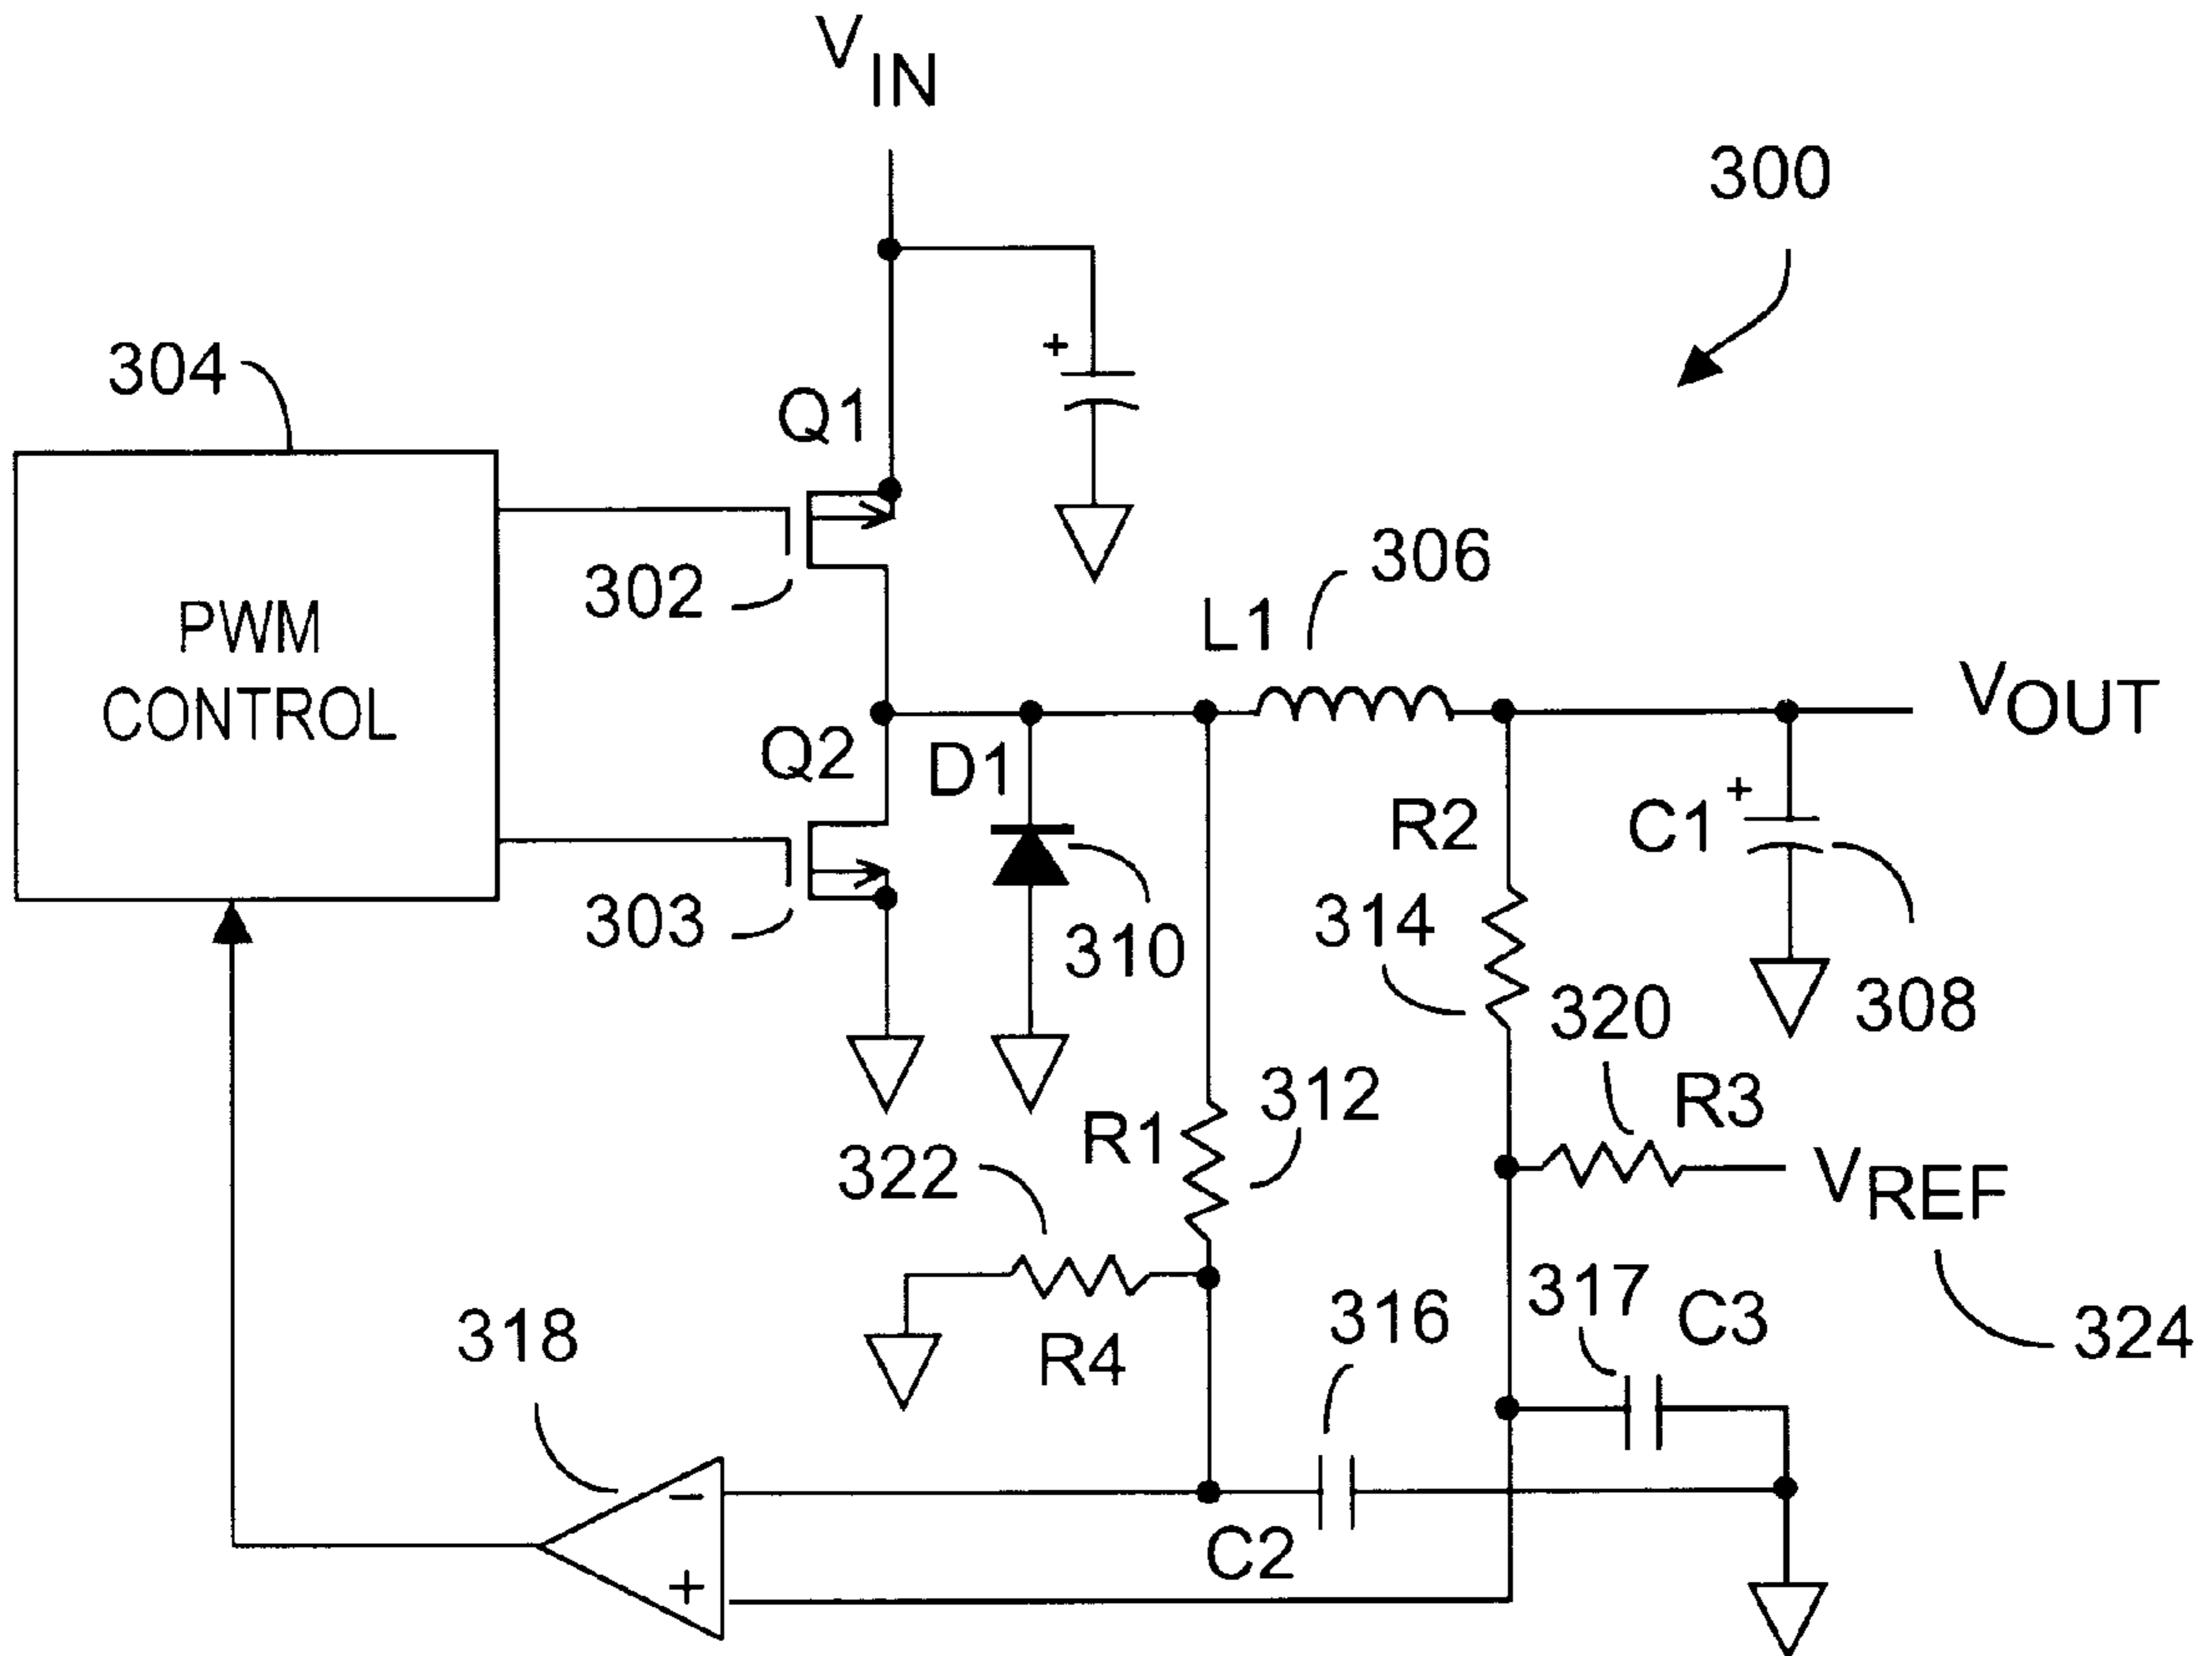 VIN
300
304
Q1
+
302
306
PWM
CONTROL
L1
VOUT
Q2
D1
+
R2
C1
303
314
310
308
320
312
R3
R1
322
VREF
317
C3
316
318
324
R4
−
C2
+